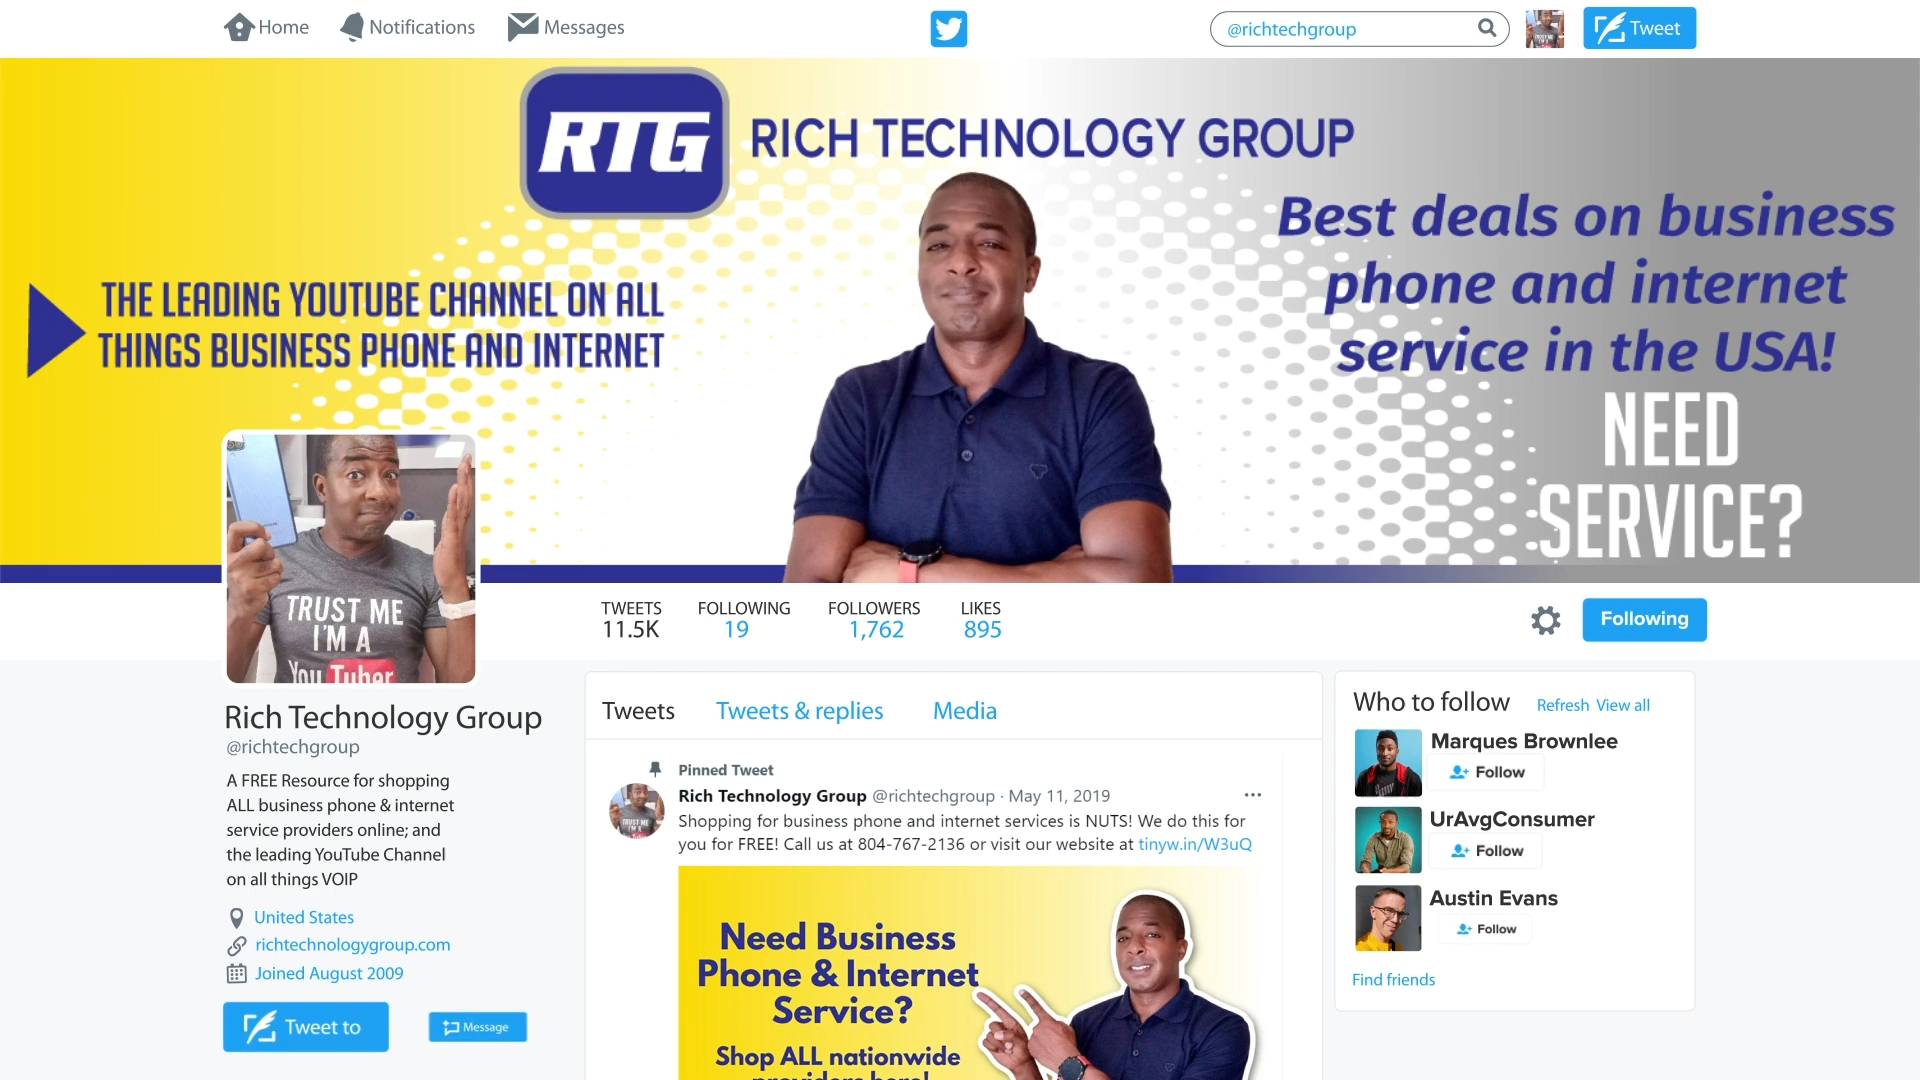 Home
Notifications
Messages
@richtechgroup
Tweet
RTG
RICH TECHNOLOGY GROUP
Best deals on business
phone and internet
service in the USA!
THE LEADING YOUTUBE CHANNEL ON ALL
THINGS BUSINESS PHONE AND INTERNET
NEED
SERVICE?
TRUST ME
I'M A
You Tuber
TWEETS
FOLLOWING
FOLLOWERS
LIKES
11.5K
19
1,762
895
Following
Rich Technology Group
@richtechgroup
A FREE Resource for shopping
ALL business phone & internet
service providers online; and
the leading YouTube Channel
on all things VOIP
United States
richtechnologygroup.com
Joined August 2009
Tweet to
Message
Tweets
Tweets & replies
Media
Pinned Tweet
Rich Technology Group @richtechgroup · May 11, 2019
Shopping for business phone and internet services is NUTS! We do this for
you for FREE! Call us at 804-767-2136 or visit our website at tinyw.in/W3uQ
Need Business
Phone & Internet
Service?
Shop ALL nationwide
providers here!
Who to follow
Refresh View all
Marques Brownlee
Follow
UrAvgConsumer
Follow
Austin Evans
Follow
Find friends